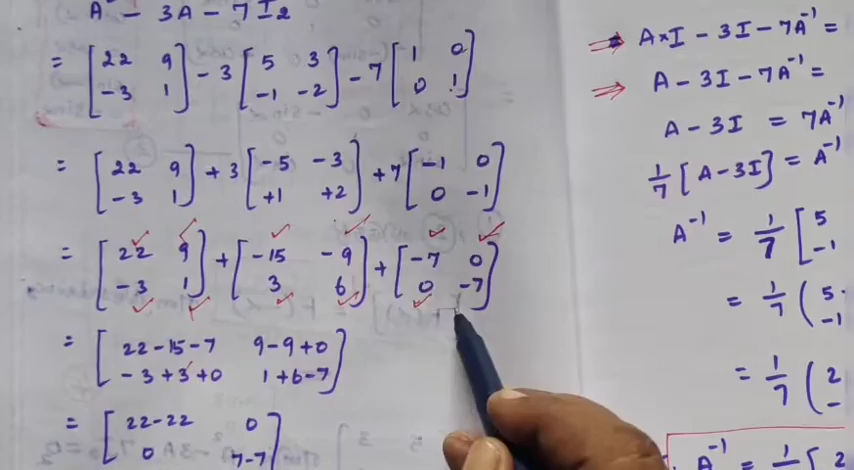 A² - 3A - 7I2
= [22 9
-3 1] - 3 [5 3
-1 -2] - 7 [1 0
0 1]
= [22 9
-3 1] + 3 [-5 -3
+1 +2] + 7 [-1 0
0 -1]
= [22 9
-3 1] + [-15 -9
3 6] + [-7 0
0 -7]
= [22-15-7 9-9+0
-3+3+0 1+6-7]
= [22-22 0
0 7-7]
⇒ A×I - 3I - 7A⁻¹ =
⇒ A - 3I - 7A⁻¹ =
A - 3I = 7A⁻¹
1/7 [A - 3I] = A⁻¹
A⁻¹ = 1/7 [5
-1
= 1/7 (5
-1
= 1/7 (2
-
A⁻¹ = 1/7 [2